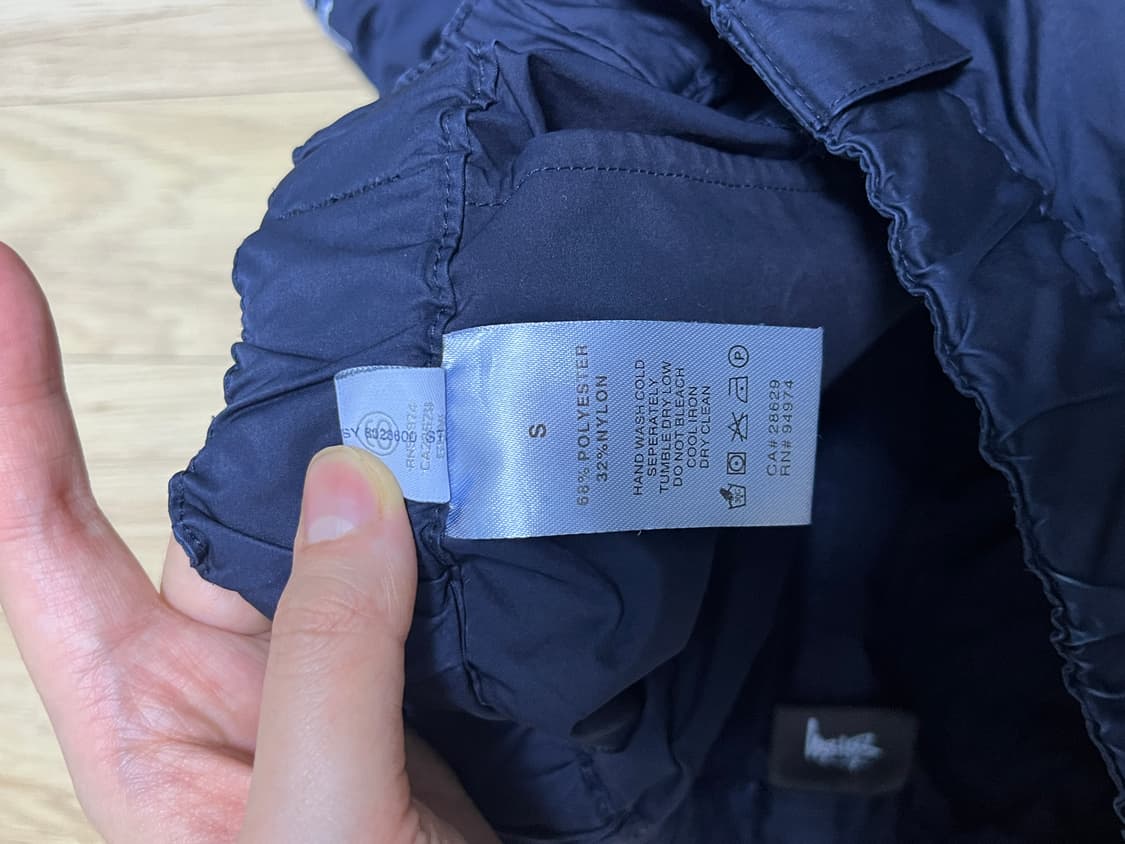 S
68% POLYESTER
32%NYLON
HAND WASH COLD
SEPERATELY
TUMBLE DRY LOW
DO NOT BLEACH
COOL IRON
DRY CLEAN
P
CA# 28629
RN# 94974